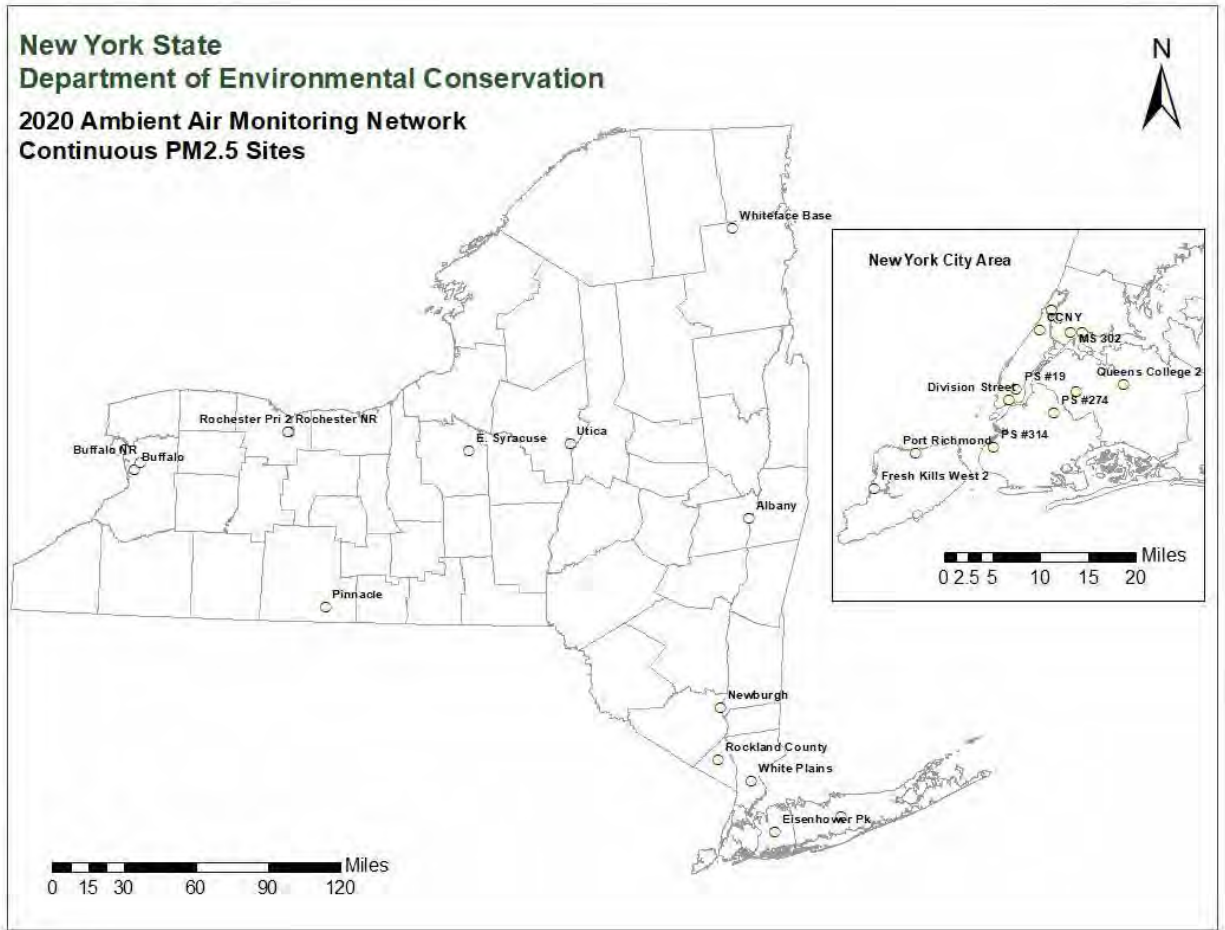 New York State
Department of Environmental Conservation
2020 Ambient Air Monitoring Network
Continuous PM2.5 Sites
N
Whiteface Base
New York City Area
CCNY
MS 302
Queens College 2
PS #19
Division Street
PS #274
PS #314
Port Richmond
Fresh Kills West 2
Miles
0 2.5 5 10 15 20
Rochester Pri 2 Rochester NR
Utica
E. Syracuse
Buffalo NR
Buffalo
Albany
Pinnacle
Newburgh
Rockland County
White Plains
Eisenhower Pk
Miles
0 15 30 60 90 120